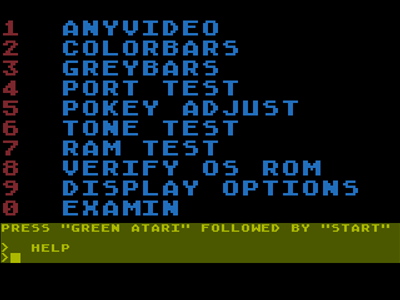 1 ANYVIDEO
2 COLORBARS
3 GREYBARS
4 PORT TEST
5 POKEY ADJUST
6 TONE TEST
7 RAM TEST
8 VERIFY OS ROM
9 DISPLAY OPTIONS
0 EXAMIN
PRESS "GREEN ATARI" FOLLOWED BY "START"
> HELP
>